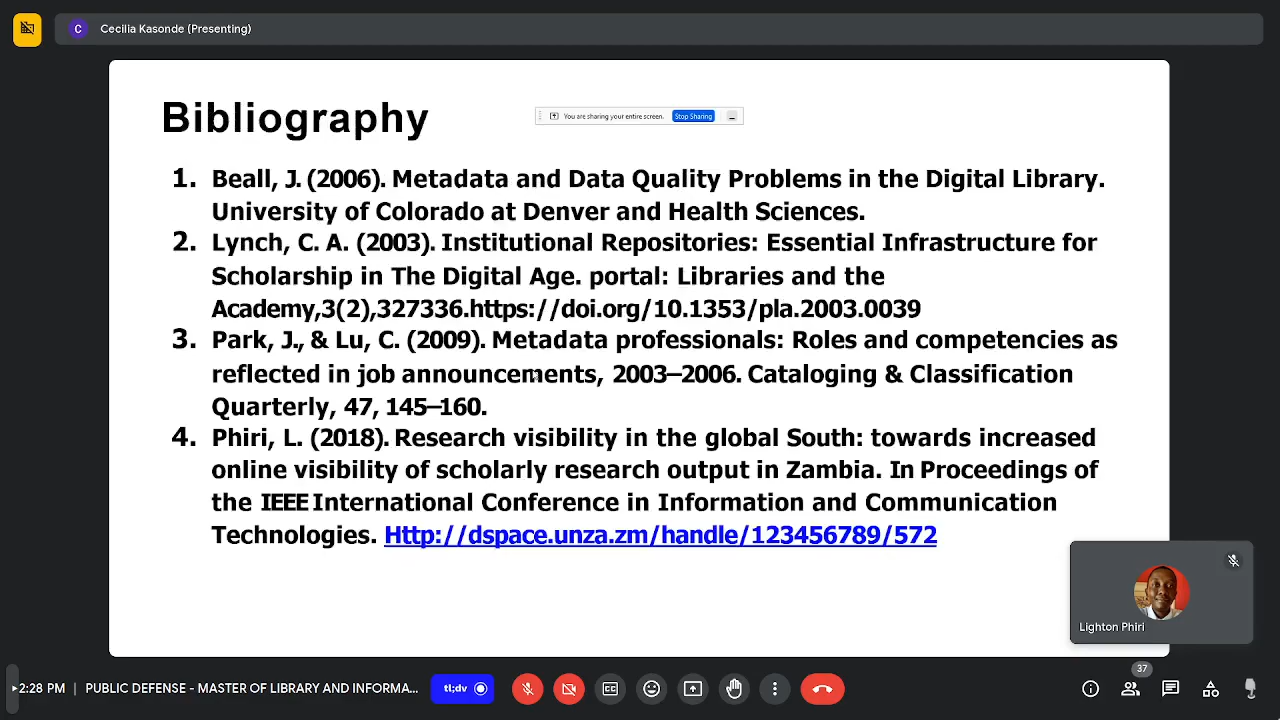 C Cecilia Kasonde (Presenting)
Bibliography
You are sharing your entire screen. Stop Sharing
1. Beall, J. (2006). Metadata and Data Quality Problems in the Digital Library.
University of Colorado at Denver and Health Sciences.
2. Lynch, C. A. (2003). Institutional Repositories: Essential Infrastructure for
Scholarship in The Digital Age. portal: Libraries and the
Academy,3(2),327336.https://doi.org/10.1353/pla.2003.0039
3. Park, J., & Lu, C. (2009). Metadata professionals: Roles and competencies as
reflected in job announcements, 2003–2006. Cataloging & Classification
Quarterly, 47, 145–160.
4. Phiri, L. (2018). Research visibility in the global South: towards increased
online visibility of scholarly research output in Zambia. In Proceedings of
the IEEE International Conference in Information and Communication
Technologies. Http://dspace.unza.zm/handle/123456789/572
Lighton Phiri
37
2:28 PM | PUBLIC DEFENSE - MASTER OF LIBRARY AND INFORMA... tl;dv